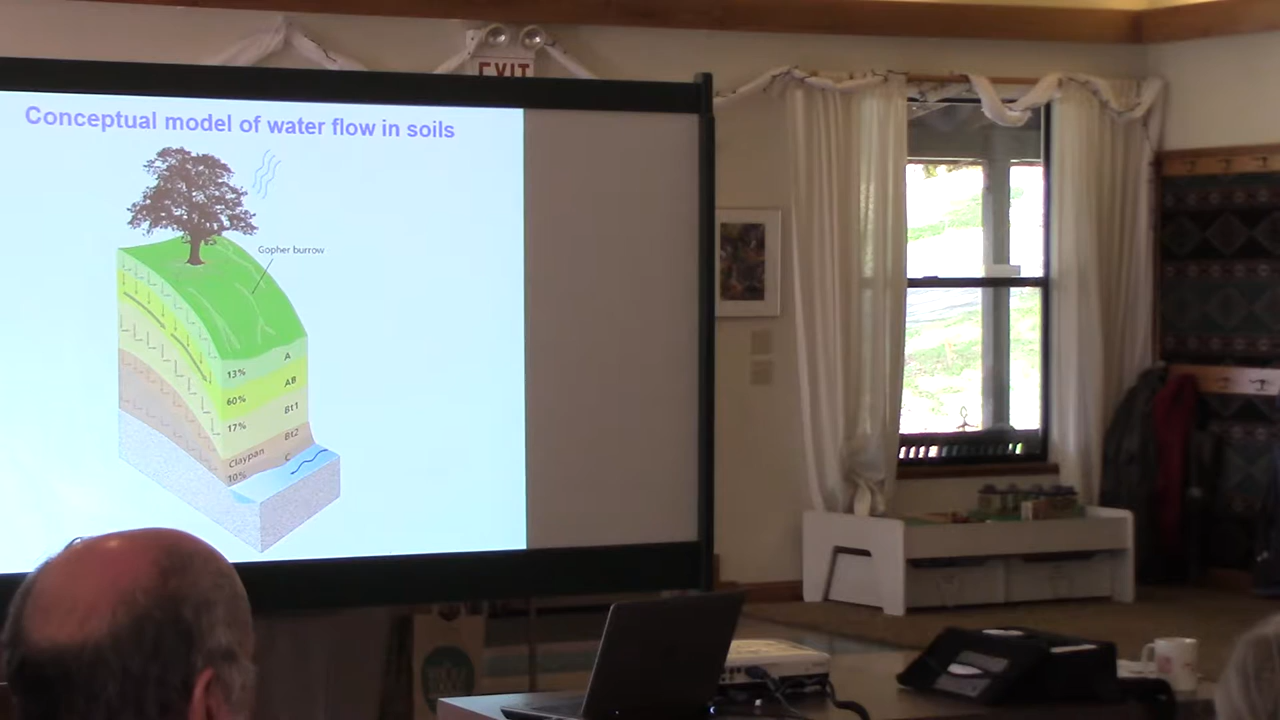 EXIT
Conceptual model of water flow in soils
Gopher burrow
A
13%
AB
60%
Bt1
17%
Bt2
Claypan
C
10%